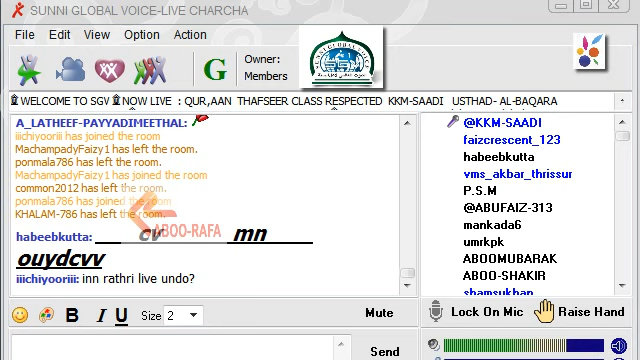 SUNNI GLOBAL VOICE-LIVE CHARCHA
File Edit View Option Action
G Owner:
Members
WELCOME TO SGV NOW LIVE : QUR,AAN THAFSEER CLASS RESPECTED KKM-SAADI USTHAD- AL-BAQARA
A_LATHEEF-PAYYADIMEETHAL:
iiichiyooriii has joined the room
MachampadyFaizy1 has left the room.
ponmala786 has left the room.
MachampadyFaizy1 has joined the room
common2012 has left the room.
ponmala786 has joined the room
KHALAM-786 has left the room.
habeebkutta: ___ cv ___ mn ___
ABOO-RAFA
ouydcvv
iiichiyooriii: inn rathri live undo?
@KKM-SAADI
faizcrescent_123
habeebkutta
vms_akbar_thrissur
P.S.M
@ABUFAIZ-313
mankada6
umrkpk
ABOOMUBARAK
ABOO-SHAKIR
shamsukhan
B I U Size 2 Mute
Lock On Mic Raise Hand
Send